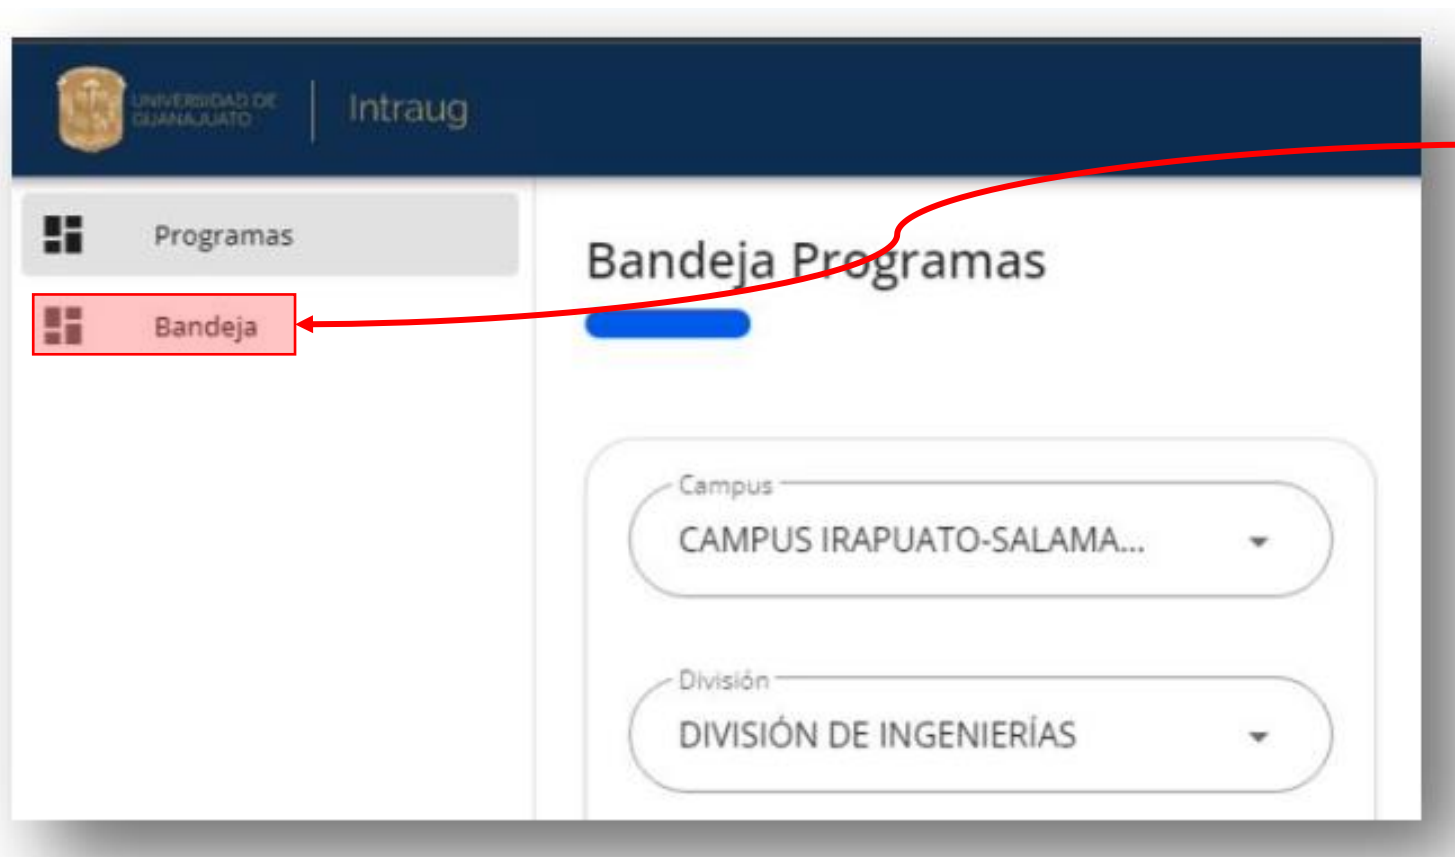 UNIVERSIDAD DE
GUANAJUATO
Intraug
Programas
Bandeja
Bandeja Programas
Campus
CAMPUS IRAPUATO-SALAMA...
División
DIVISIÓN DE INGENIERÍAS